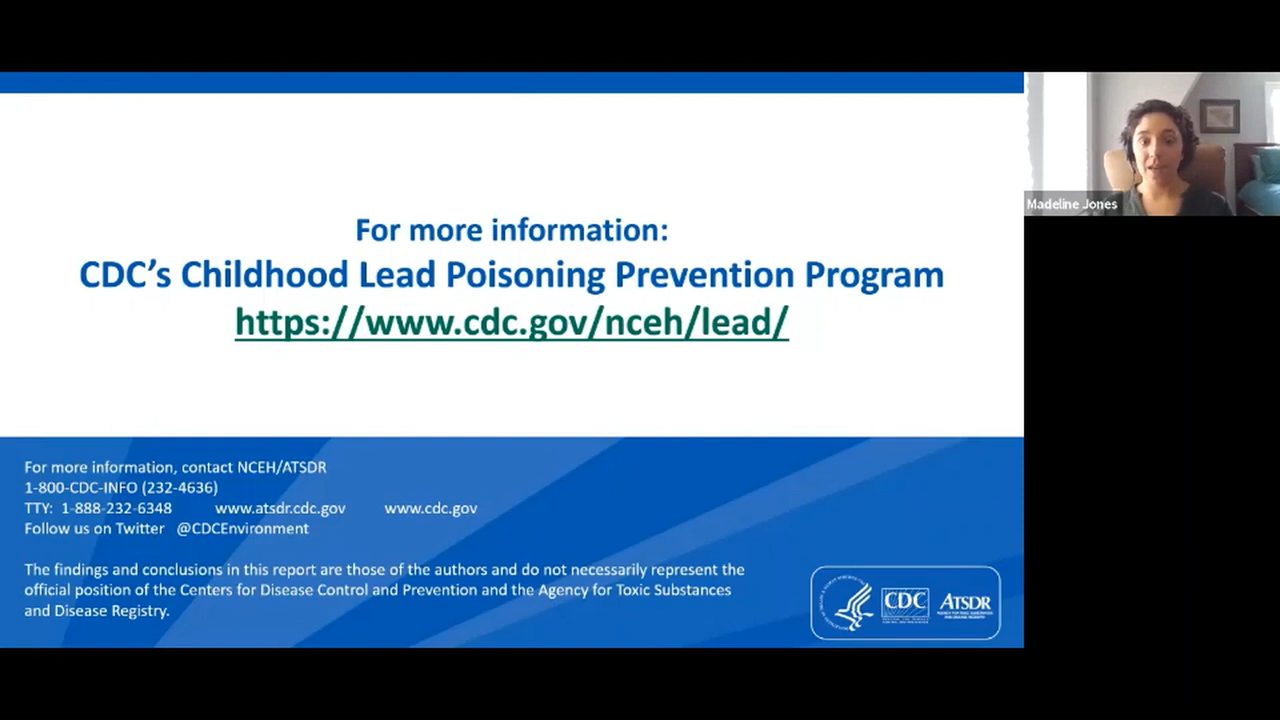 For more information:
CDC’s Childhood Lead Poisoning Prevention Program
https://www.cdc.gov/nceh/lead/
Madeline Jones
For more information, contact NCEH/ATSDR
1-800-CDC-INFO (232-4636)
TTY: 1-888-232-6348 www.atsdr.cdc.gov www.cdc.gov
Follow us on Twitter @CDCEnvironment
The findings and conclusions in this report are those of the authors and do not necessarily represent the
official position of the Centers for Disease Control and Prevention and the Agency for Toxic Substances
and Disease Registry.
CDC
ATSDR